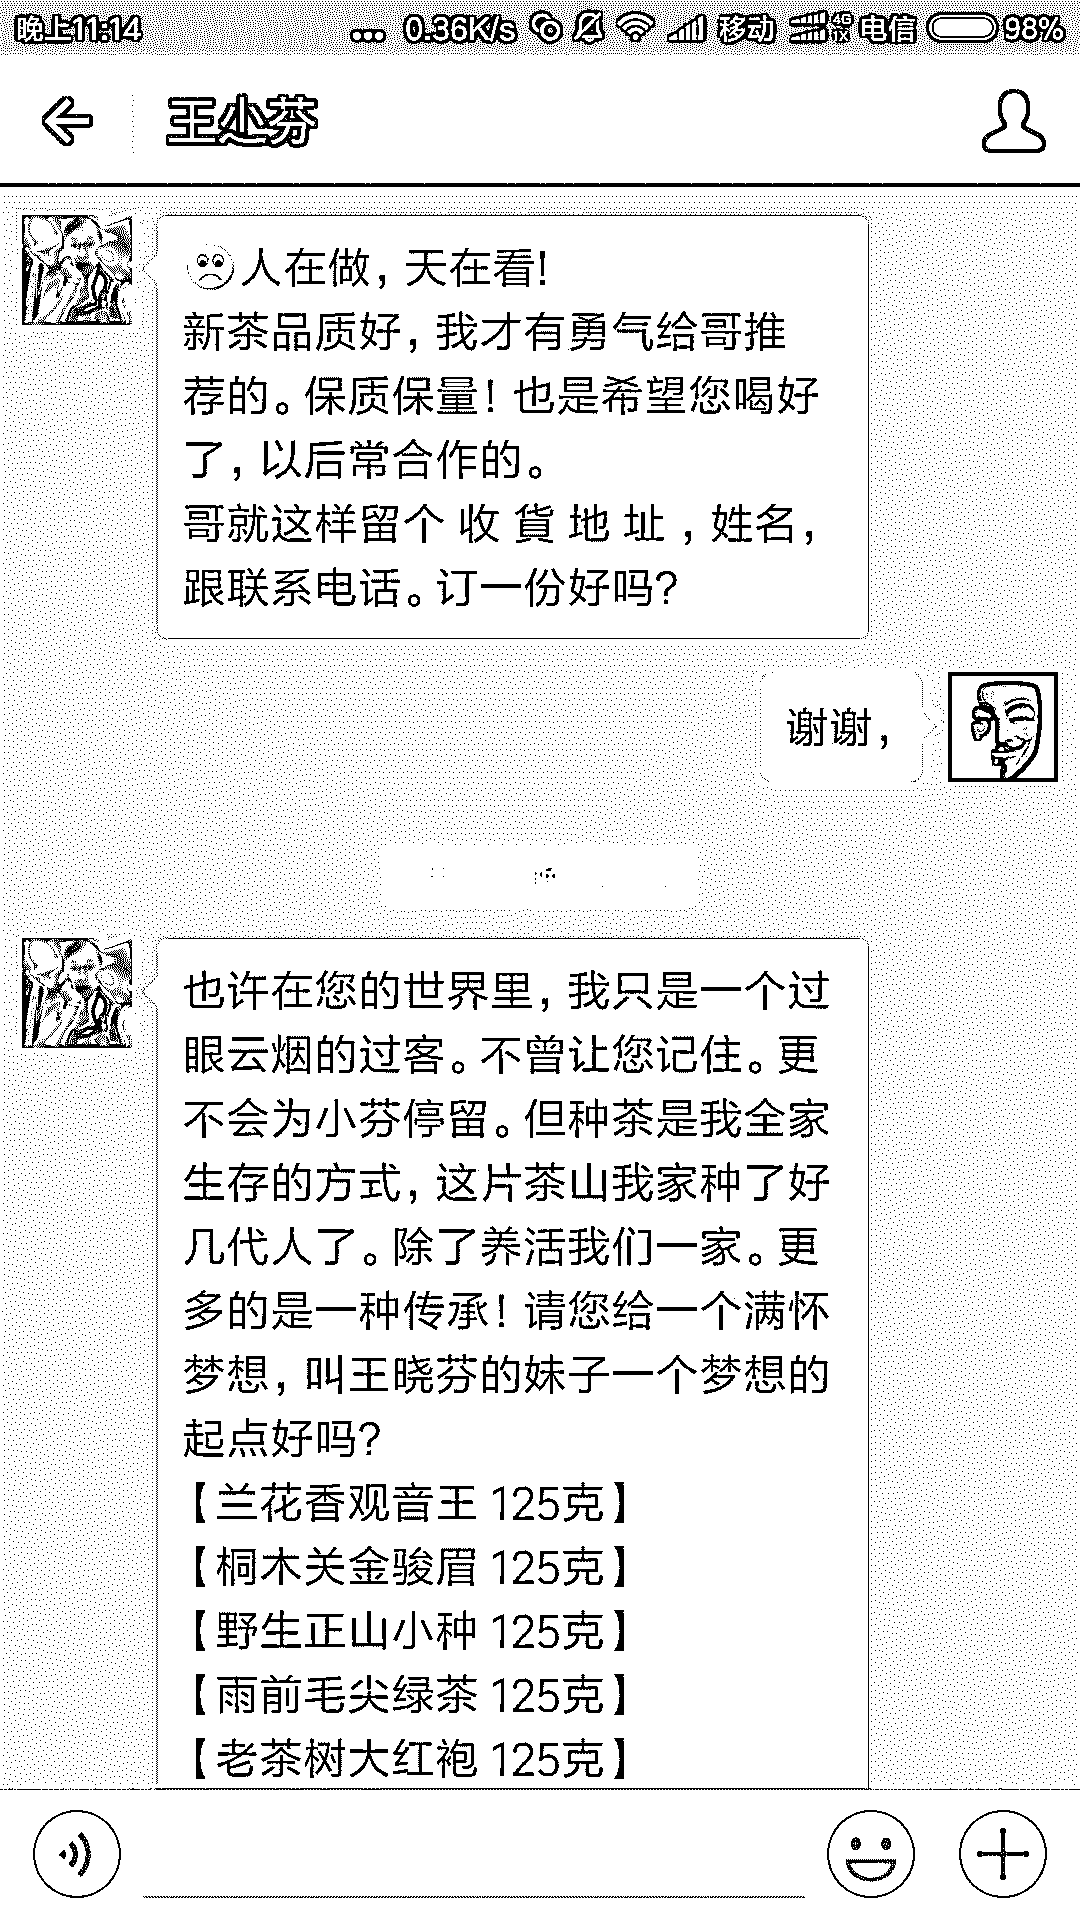 晚上11:14 ... 0.36K/s 移动 4G 1X 电信 98%
王小芬
人在做，天在看！
新茶品质好，我才有勇气给哥推
荐的。保质保量！也是希望您喝好
了，以后常合作的。
哥就这样留个 收 貨 地 址 ，姓名，
跟联系电话。订一份好吗？
谢谢，
也许在您的世界里，我只是一个过
眼云烟的过客。不曾让您记住。更
不会为小芬停留。但种茶是我全家
生存的方式，这片茶山我家种了好
几代人了。除了养活我们一家。更
多的是一种传承！请您给一个满怀
梦想，叫王晓芬的妹子一个梦想的
起点好吗？
【兰花香观音王 125克】
【桐木关金骏眉 125克】
【野生正山小种 125克】
【雨前毛尖绿茶 125克】
【老茶树大红袍 125克】